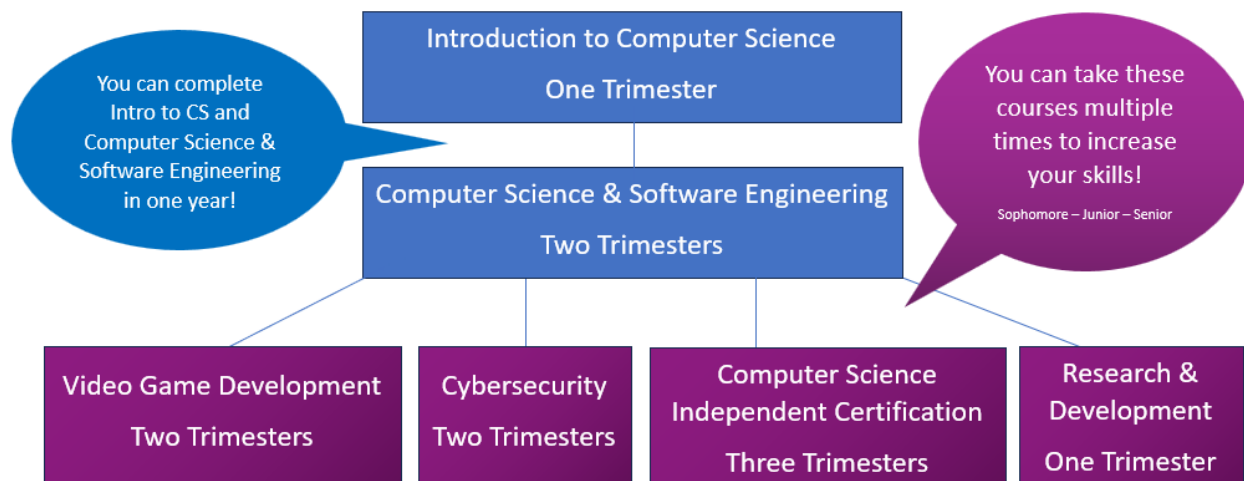 Introduction to Computer Science
One Trimester
You can complete
Intro to CS and
Computer Science &
Software Engineering
in one year!
You can take these
courses multiple
times to increase
your skills!
Sophomore – Junior – Senior
Computer Science & Software Engineering
Two Trimesters
Video Game Development
Two Trimesters
Cybersecurity
Two Trimesters
Computer Science
Independent Certification
Three Trimesters
Research &
Development
One Trimester